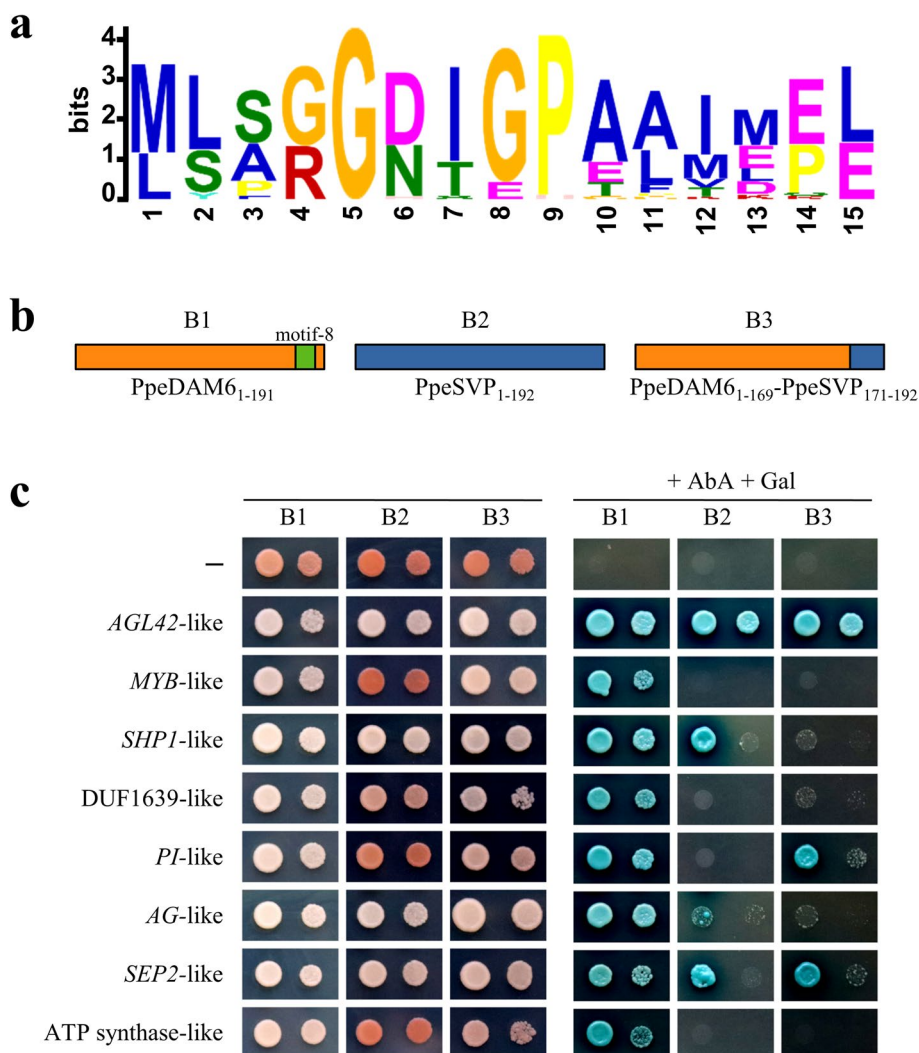 a
bits
4
3
2
1
0
1 2 3 4 5 6 7 8 9 10 11 12 13 14 15
b
B1 B2 B3
motif-8
PpeDAM6₁₋₁₉₁ PpeSVP₁₋₁₉₂ PpeDAM6₁₋₁₆₉-PpeSVP₁₇₁₋₁₉₂
c
+ AbA + Gal
B1 B2 B3 B1 B2 B3
–
AGL42-like
MYB-like
SHP1-like
DUF1639-like
PI-like
AG-like
SEP2-like
ATP synthase-like